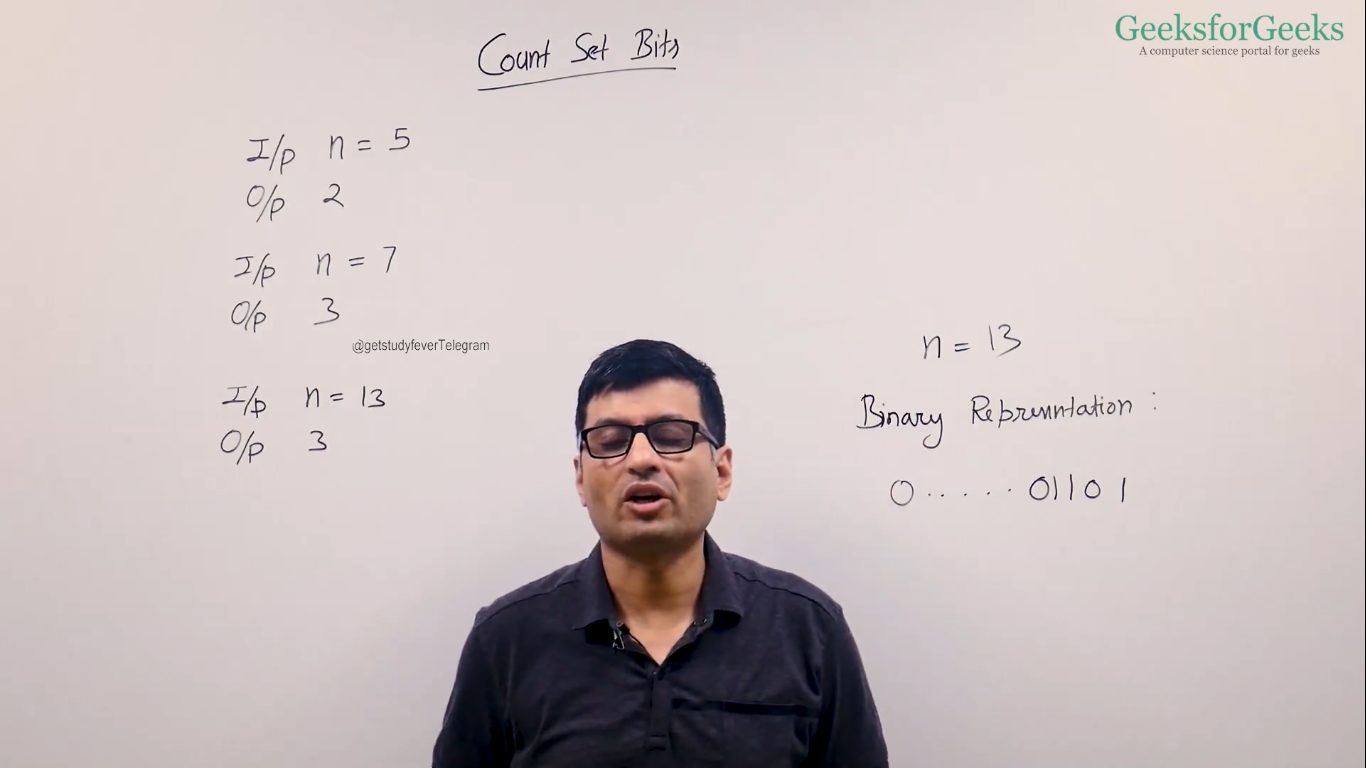 GeeksforGeeks
A computer science portal for geeks
Count Set Bits
I/p n = 5
O/p 2
I/p n = 7
O/p 3
@getstudyfeverTelegram
I/p n = 13
O/p 3
n = 13
Binary Representation :
0 . . . . . . 01101